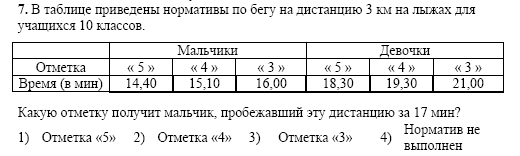 7. В таблице приведены нормативы по бегу на дистанцию 3 км на лыжах для
учащихся 10 классов.
Мальчики Девочки
Отметка « 5 » « 4 » « 3 » « 5 » « 4 » « 3 »
Время (в мин) 14,40 15,10 16,00 18,30 19,30 21,00
Какую отметку получит мальчик, пробежавший эту дистанцию за 17 мин?
1) Отметка «5» 2) Отметка «4» 3) Отметка «3» 4) Норматив не
выполнен